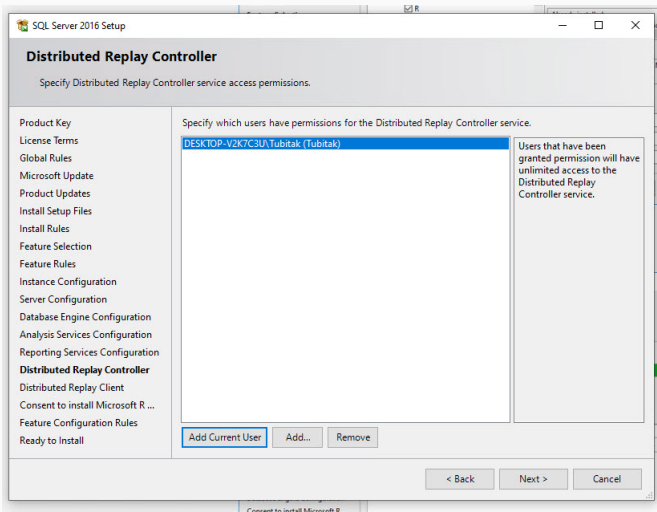 R
SQL Server 2016 Setup
Distributed Replay Controller
Specify Distributed Replay Controller service access permissions.
Product Key
License Terms
Global Rules
Microsoft Update
Product Updates
Install Setup Files
Install Rules
Feature Selection
Feature Rules
Instance Configuration
Server Configuration
Database Engine Configuration
Analysis Services Configuration
Reporting Services Configuration
Distributed Replay Controller
Distributed Replay Client
Consent to install Microsoft R ...
Feature Configuration Rules
Ready to Install
Specify which users have permissions for the Distributed Replay Controller service.
DESKTOP-V2K7C3U\Tubitak (Tubitak)
Users that have been
granted permission will have
unlimited access to the
Distributed Replay
Controller service.
Add Current User
Add...
Remove
< Back
Next >
Cancel
Consent to install Microsoft R